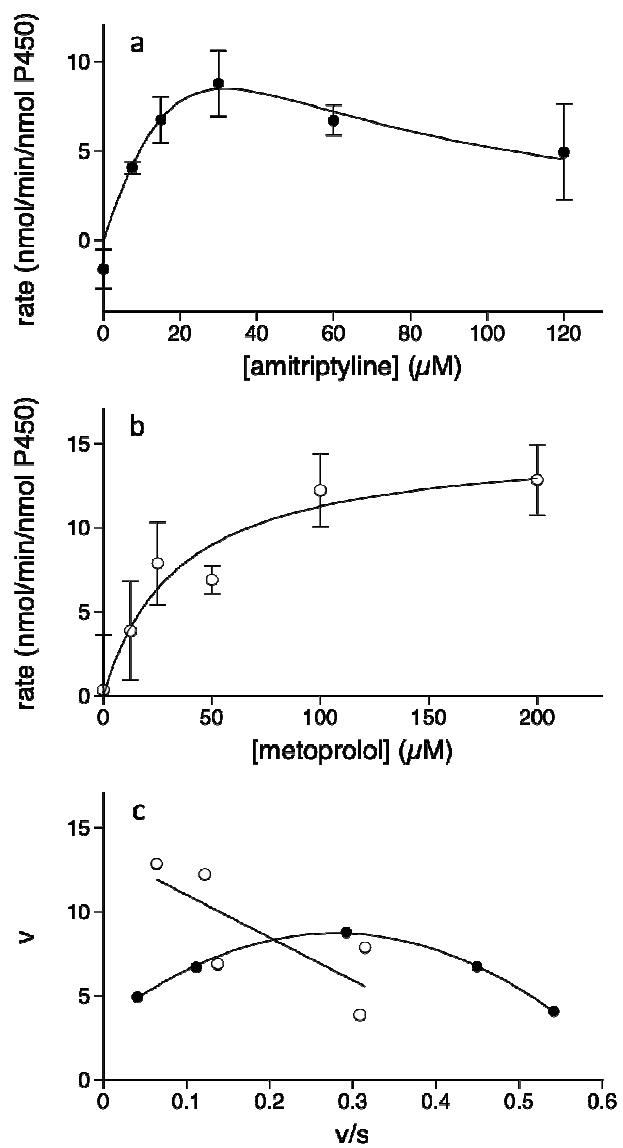 a
rate (nmol/min/nmol P450)
10
5
0
0 20 40 60 80 100 120
[amitriptyline] (µM)
b
rate (nmol/min/nmol P450)
15
10
5
0
0 50 100 150 200
[metoprolol] (µM)
c
v
15
10
5
0
0 0.1 0.2 0.3 0.4 0.5 0.6
v/s